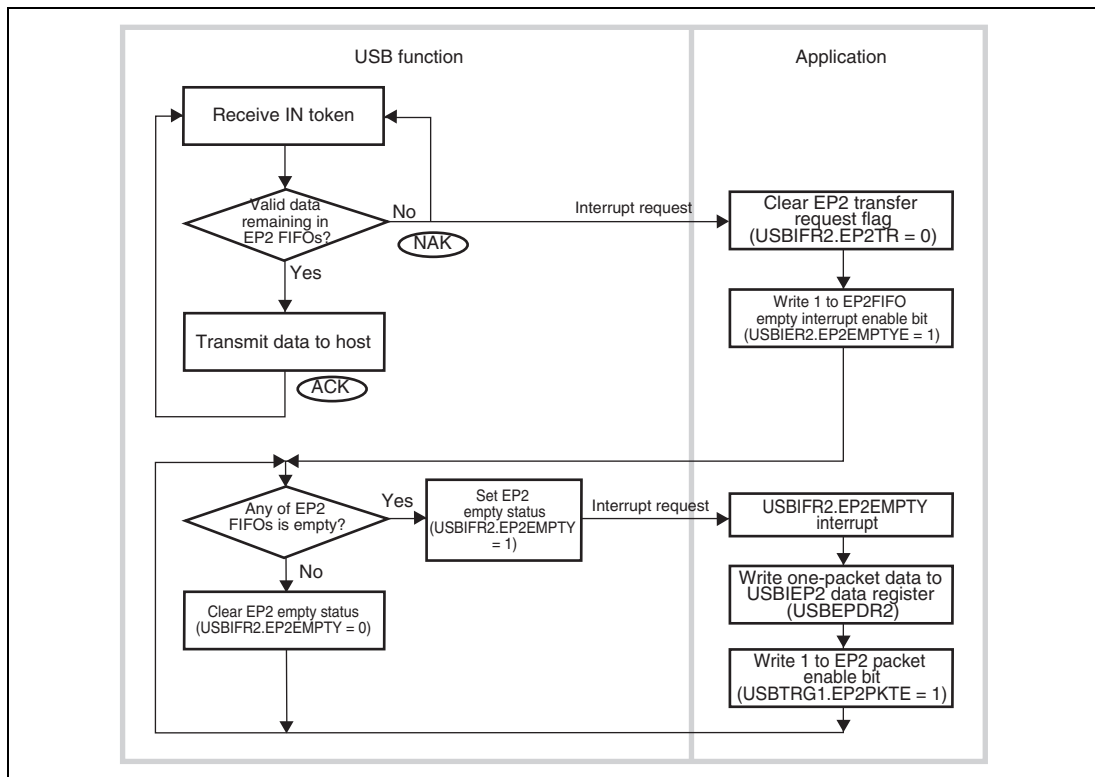 USB function
Application
Receive IN token
Valid data
remaining in
EP2 FIFOs?
No
NAK
Interrupt request
Clear EP2 transfer
request flag
(USBIFR2.EP2TR = 0)
Yes
Write 1 to EP2FIFO
empty interrupt enable bit
(USBIER2.EP2EMPTYE = 1)
Transmit data to host
ACK
Any of EP2
FIFOs is empty?
Yes
Set EP2
empty status
(USBIFR2.EP2EMPTY
= 1)
Interrupt request
USBIFR2.EP2EMPTY
interrupt
No
Clear EP2 empty status
(USBIFR2.EP2EMPTY = 0)
Write one-packet data to
USBIEP2 data register
(USBEPDR2)
Write 1 to EP2 packet
enable bit
(USBTRG1.EP2PKTE = 1)